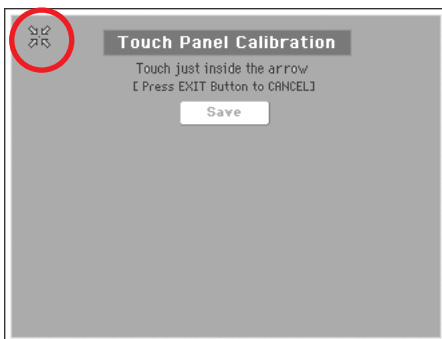 Touch Panel Calibration
Touch just inside the arrow
[ Press EXIT Button to CANCEL]
Save